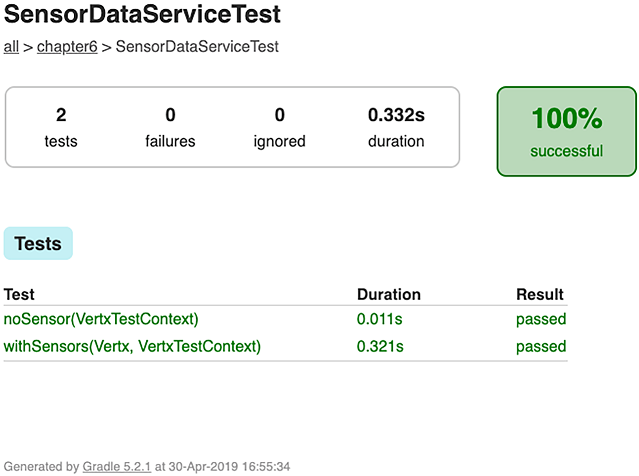 SensorDataServiceTest
all > chapter6 > SensorDataServiceTest
2 0 0 0.332s
tests failures ignored duration
100%
successful
Tests
Test Duration Result
noSensor(VertxTestContext) 0.011s passed
withSensors(Vertx, VertxTestContext) 0.321s passed
Generated by Gradle 5.2.1 at 30-Apr-2019 16:55:34